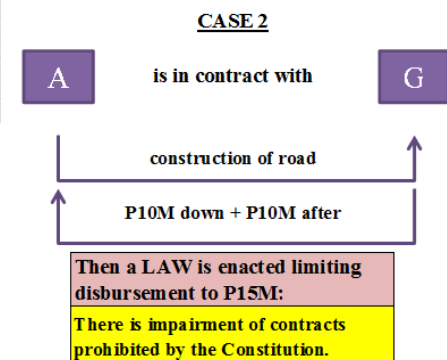 CASE 2
A is in contract with G
construction of road
P10M down + P10M after
Then a LAW is enacted limiting
disbursement to P15M:
There is impairment of contracts
prohibited by the Constitution.